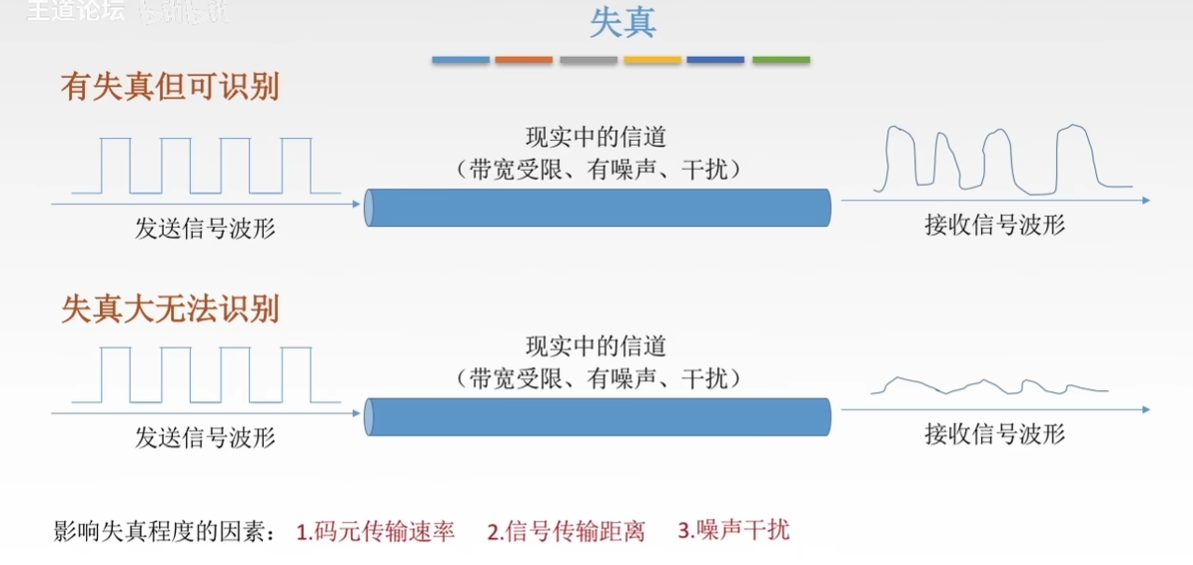 王道论坛 bilibili
失真
有失真但可识别
现实中的信道
（带宽受限、有噪声、干扰）
发送信号波形
接收信号波形
失真大无法识别
现实中的信道
（带宽受限、有噪声、干扰）
发送信号波形
接收信号波形
影响失真程度的因素： 1.码元传输速率 2.信号传输距离 3.噪声干扰